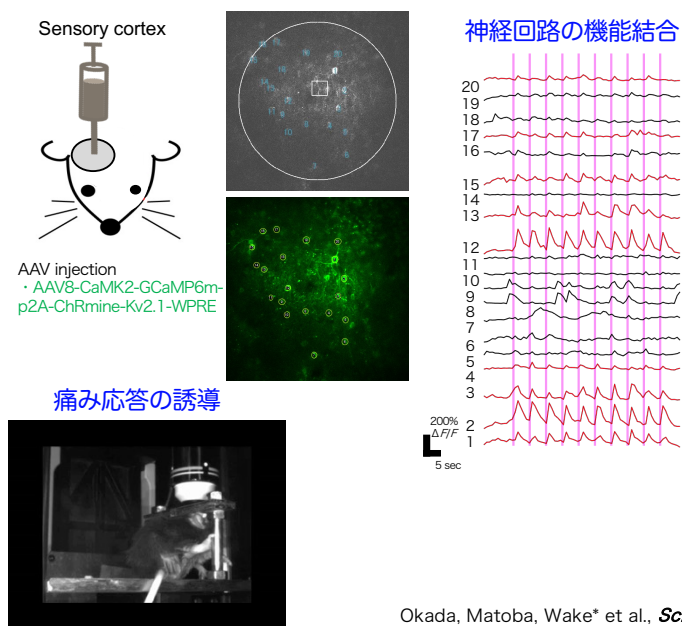 Sensory cortex
AAV injection
・AAV8-CaMK2-GCaMP6m-
p2A-ChRmine-Kv2.1-WPRE
痛み応答の誘導
神経回路の機能結合
20
19
18
17
16
15
14
13
12
11
10
9
8
7
6
5
4
3
2
1
200%
ΔF/F
5 sec
Okada, Matoba, Wake* et al.,